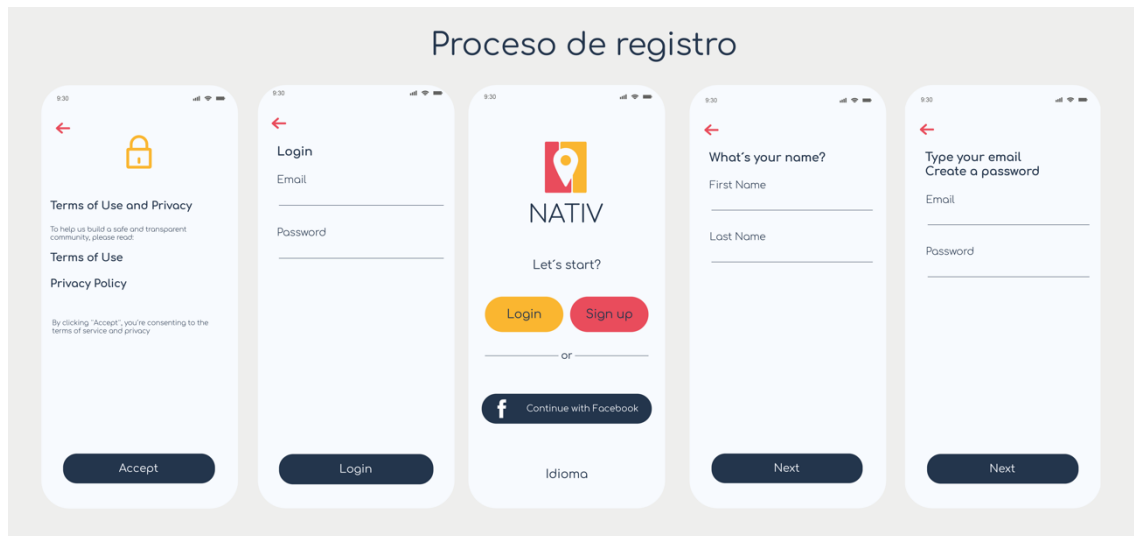 Proceso de registro
9:30
Terms of Use and Privacy
To help us build a safe and transparent
community, please read:
Terms of Use
Privacy Policy
By clicking "Accept", you're consenting to the
terms of service and privacy
Accept
9:30
Login
Email
Password
Login
9:30
NATIV
Let´s start?
Login
Sign up
or
f Continue with Facebook
Idioma
9:30
What´s your name?
First Name
Last Name
Next
9:30
Type your email
Create a password
Email
Password
Next